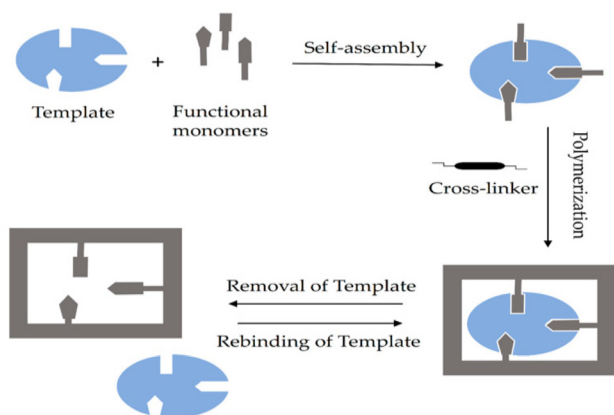 Self-assembly
+
Template
Functional
monomers
Polymerization
Cross-linker
Removal of Template
Rebinding of Template